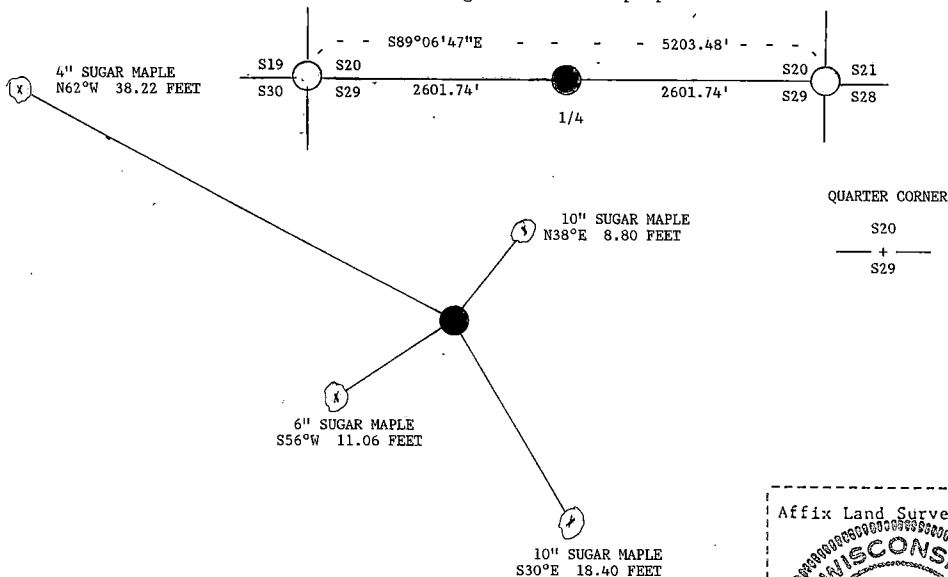 S89°06'47"E 5203.48'
4" SUGAR MAPLE
N62°W 38.22 FEET
S19 S20 S20 S21
S30 S29 2601.74' 2601.74' S29 S28
1/4
QUARTER CORNER
S20
S29
10" SUGAR MAPLE
N38°E 8.80 FEET
6" SUGAR MAPLE
S56°W 11.06 FEET
10" SUGAR MAPLE
S30°E 18.40 FEET
Affix Land Surve
WISCONS